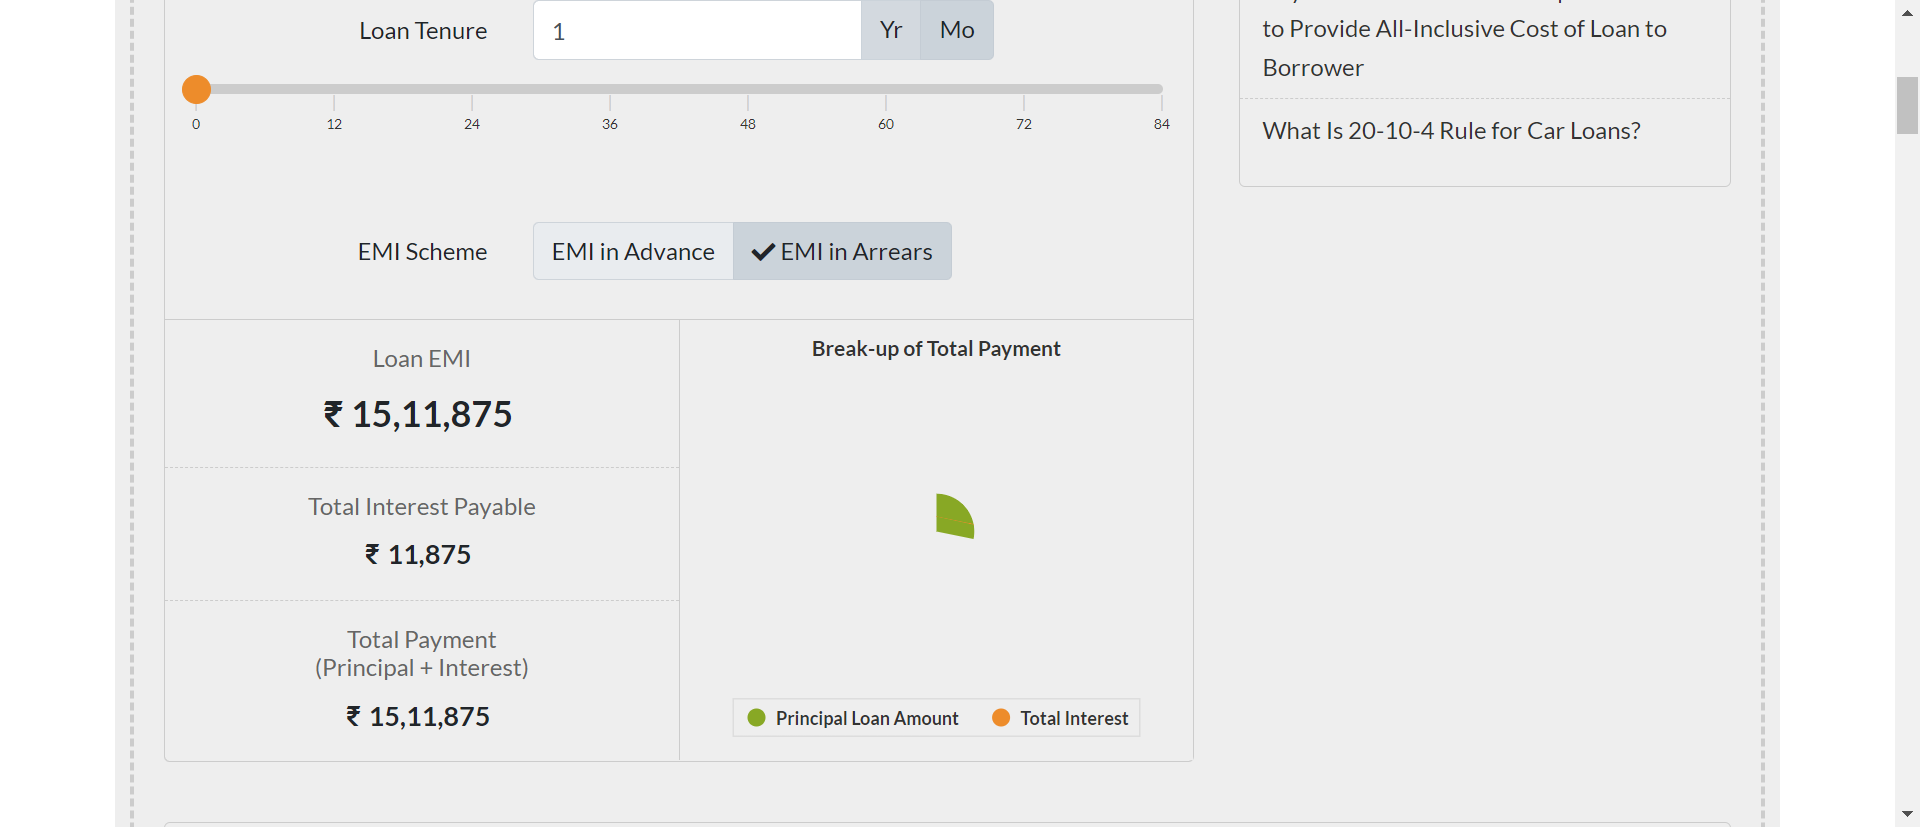 Loan Tenure
1
Yr
Mo
0
12
24
36
48
60
72
84
EMI Scheme
EMI in Advance
EMI in Arrears
Loan EMI
₹ 15,11,875
Total Interest Payable
₹ 11,875
Total Payment
(Principal + Interest)
₹ 15,11,875
Break-up of Total Payment
Principal Loan Amount
Total Interest
to Provide All-Inclusive Cost of Loan to
Borrower
What Is 20-10-4 Rule for Car Loans?